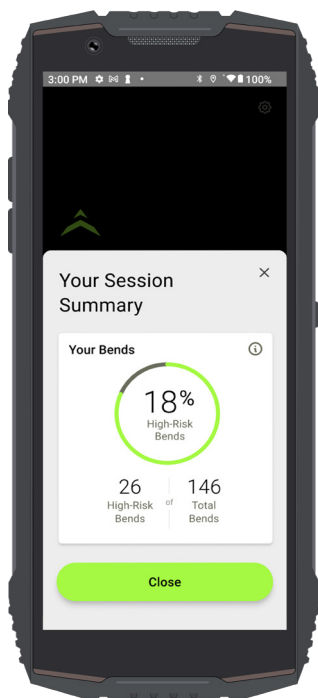 3:00 PM 100%
Your Session
Summary
Your Bends
18%
High-Risk
Bends
26 of 146
High-Risk Total
Bends Bends
Close